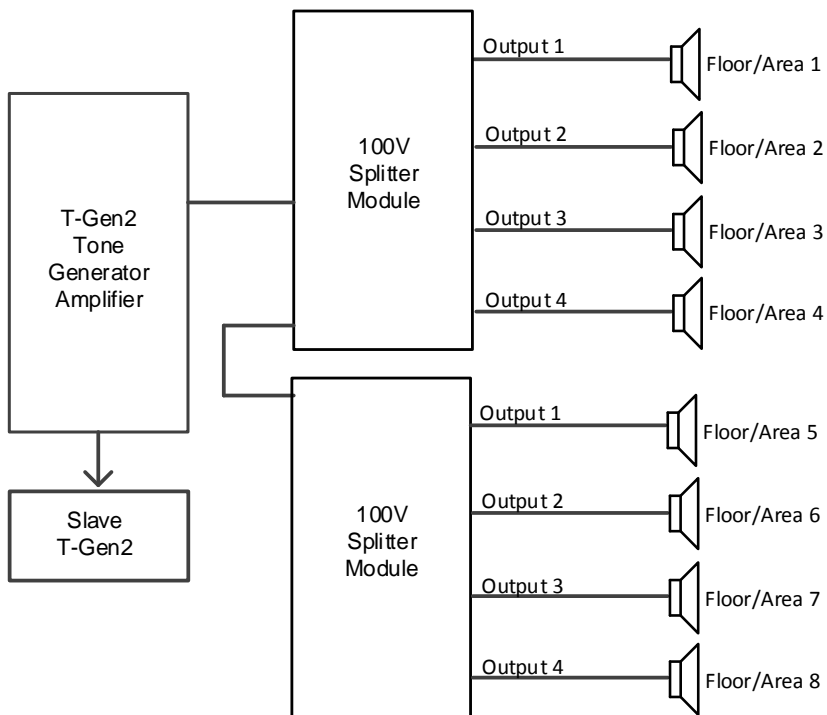 T-Gen2
Tone
Generator
Amplifier
Slave
T-Gen2
100V
Splitter
Module
Output 1
Floor/Area 1
Output 2
Floor/Area 2
Output 3
Floor/Area 3
Output 4
Floor/Area 4
100V
Splitter
Module
Output 1
Floor/Area 5
Output 2
Floor/Area 6
Output 3
Floor/Area 7
Output 4
Floor/Area 8